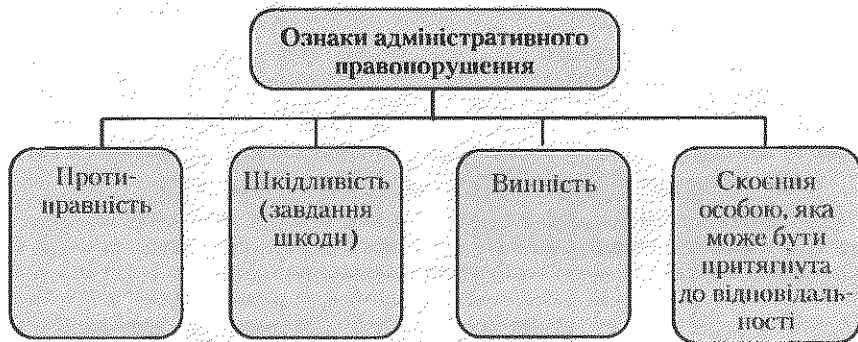 Ознаки адміністративного
правопорушення
Проти-
правність
Шкідливість
(завдання
шкоди)
Винність
Скоєння
особою, яка
може бути
притягнута
до відповідаль-
ності